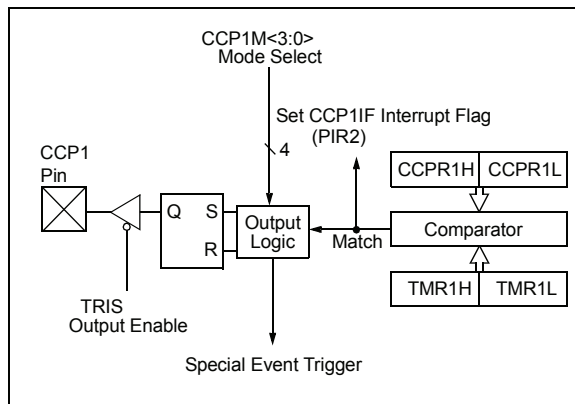 CCP1M<3:0>
Mode Select
Set CCP1IF Interrupt Flag
(PIR2)
4
CCP1
Pin
CCPR1H CCPR1L
Q S
R
Output
Logic
Match
Comparator
TRIS
Output Enable
TMR1H TMR1L
Special Event Trigger